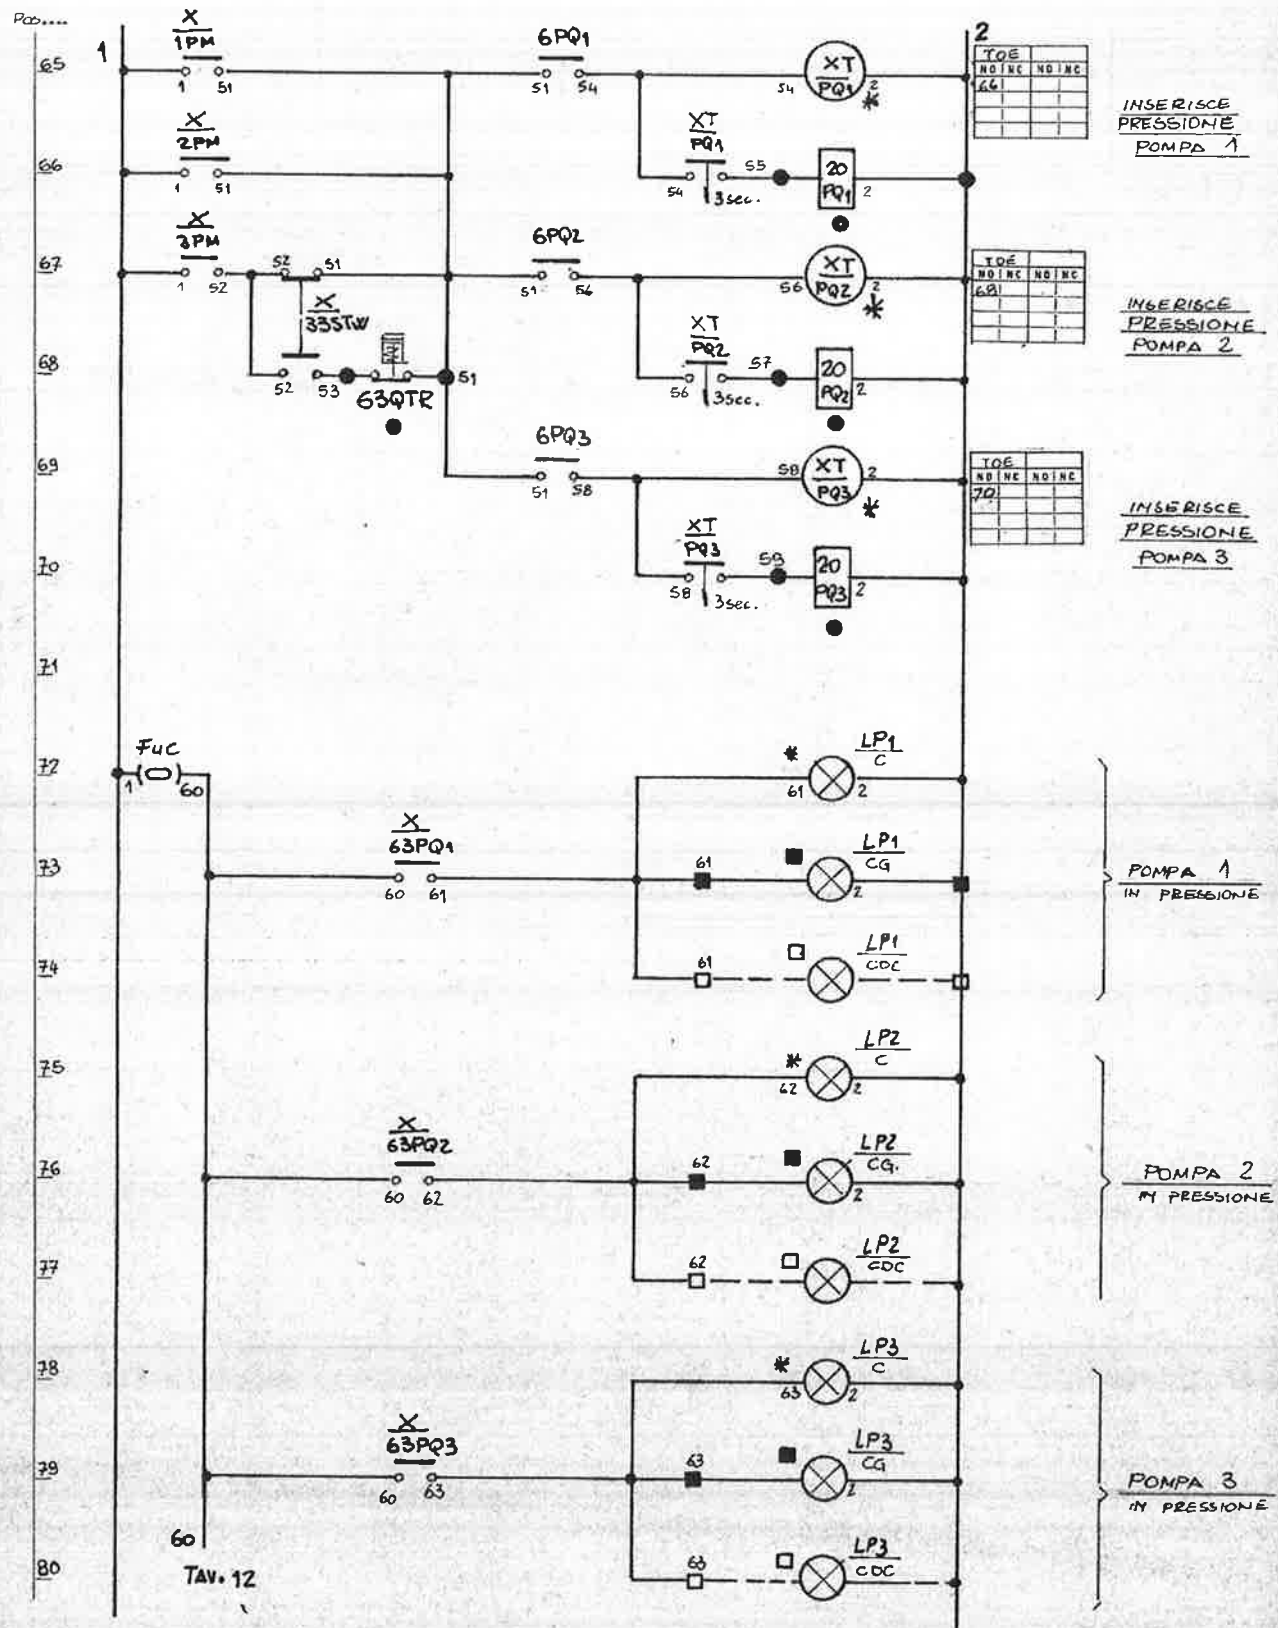 Pos....
1
2
65
X
1PM
1 51
6PQ1
51 54
54
XT
PQ1
2
*
TOE
NO NC NO NC
66
INSERISCE
PRESSIONE
POMPA 1
66
X
2PM
1 51
XT
PQ1
54
3sec.
55
20
PQ1
2
67
X
3PM
1 52
52 51
X
33STW
6PQ2
51 56
56
XT
PQ2
2
*
TOE
NO NC NO NC
68
INSERISCE
PRESSIONE
POMPA 2
68
52 53
63QTR
51
XT
PQ2
56
3sec.
57
20
PQ2
2
69
6PQ3
51 58
58
XT
PQ3
2
*
TOE
NO NC NO NC
70
INSERISCE
PRESSIONE
POMPA 3
70
XT
PQ3
58
3sec.
59
20
PQ3
2
71
72
FUC
1 60
*
61
LP1
C
2
73
X
63PQ1
60 61
61
LP1
CG
2
POMPA 1
IN PRESSIONE
74
61
LP1
CDC
75
*
62
LP2
C
2
76
X
63PQ2
60 62
62
LP2
CG.
2
POMPA 2
IN PRESSIONE
77
62
LP2
CDC
78
*
63
LP3
C
2
79
X
63PQ3
60 63
63
LP3
CG
2
POMPA 3
IN PRESSIONE
80
60
TAV. 12
63
LP3
CDC